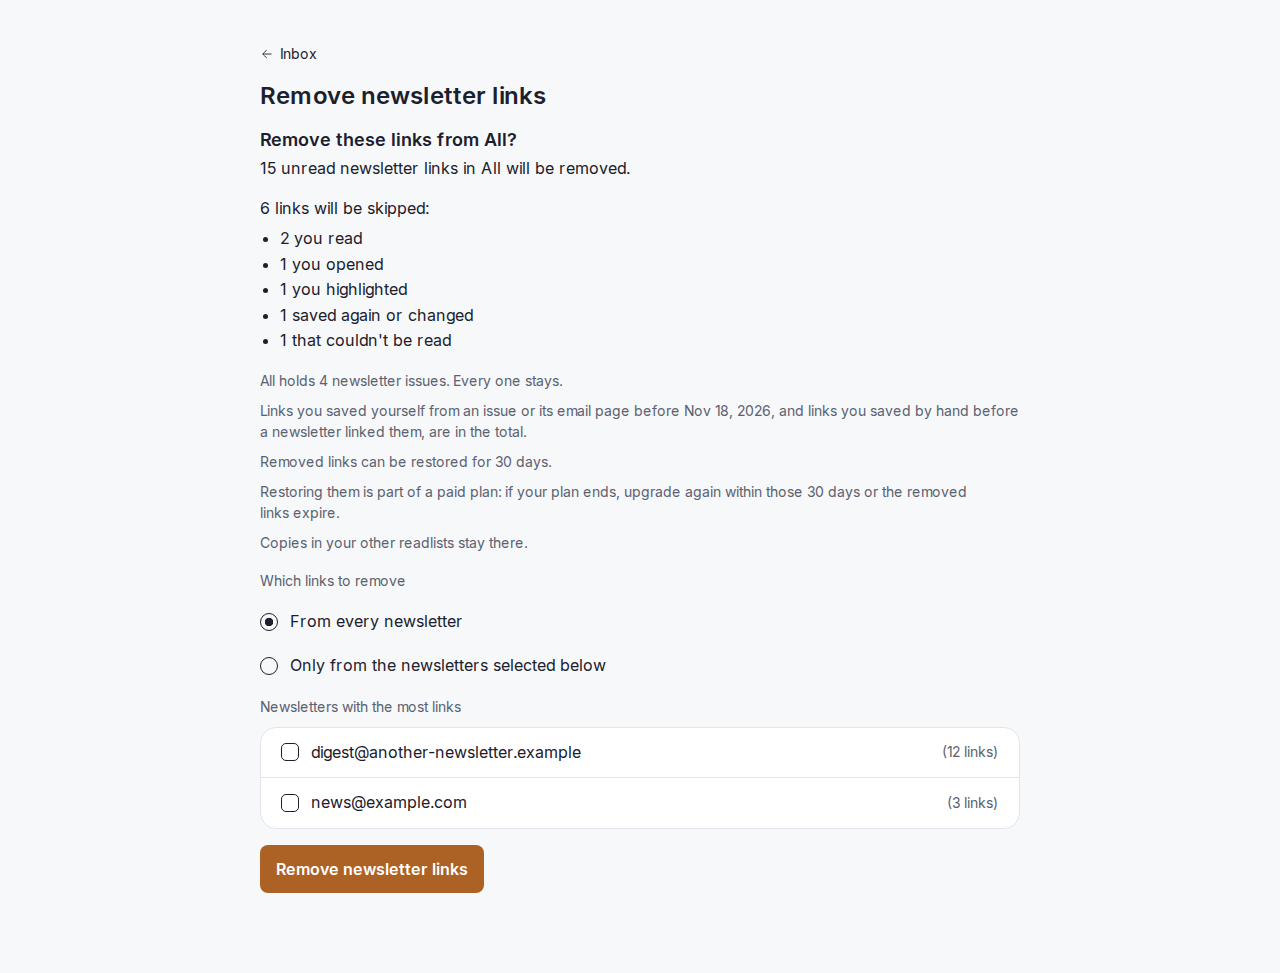 ← Inbox
Remove newsletter links
Remove these links from All?
15 unread newsletter links in All will be removed.
6 links will be skipped:
• 2 you read
• 1 you opened
• 1 you highlighted
• 1 saved again or changed
• 1 that couldn't be read
All holds 4 newsletter issues. Every one stays.
Links you saved yourself from an issue or its email page before Nov 18, 2026, and links you saved by hand before
a newsletter linked them, are in the total.
Removed links can be restored for 30 days.
Restoring them is part of a paid plan: if your plan ends, upgrade again within those 30 days or the removed
links expire.
Copies in your other readlists stay there.
Which links to remove
From every newsletter
Only from the newsletters selected below
Newsletters with the most links
digest@another-newsletter.example (12 links)
news@example.com (3 links)
Remove newsletter links